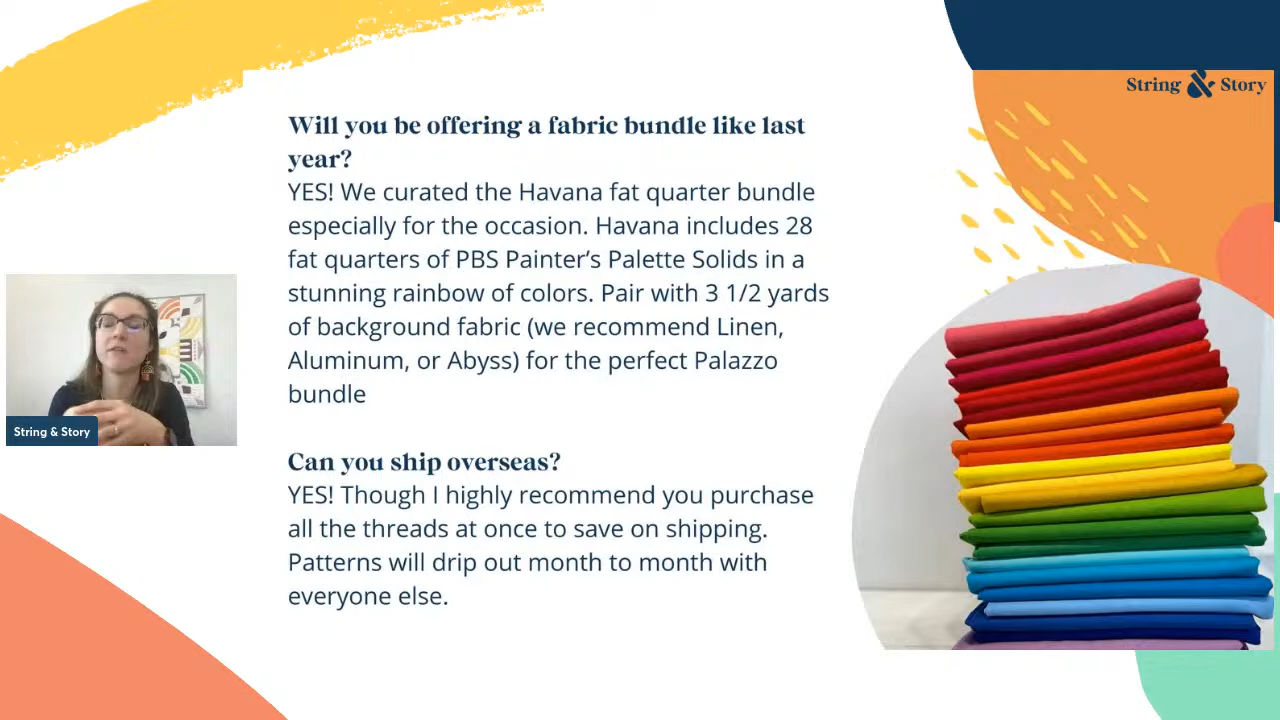 String & Story
Will you be offering a fabric bundle like last
year?
YES! We curated the Havana fat quarter bundle
especially for the occasion. Havana includes 28
fat quarters of PBS Painter’s Palette Solids in a
stunning rainbow of colors. Pair with 3 1/2 yards
of background fabric (we recommend Linen,
Aluminum, or Abyss) for the perfect Palazzo
bundle
Can you ship overseas?
YES! Though I highly recommend you purchase
all the threads at once to save on shipping.
Patterns will drip out month to month with
everyone else.
String & Story